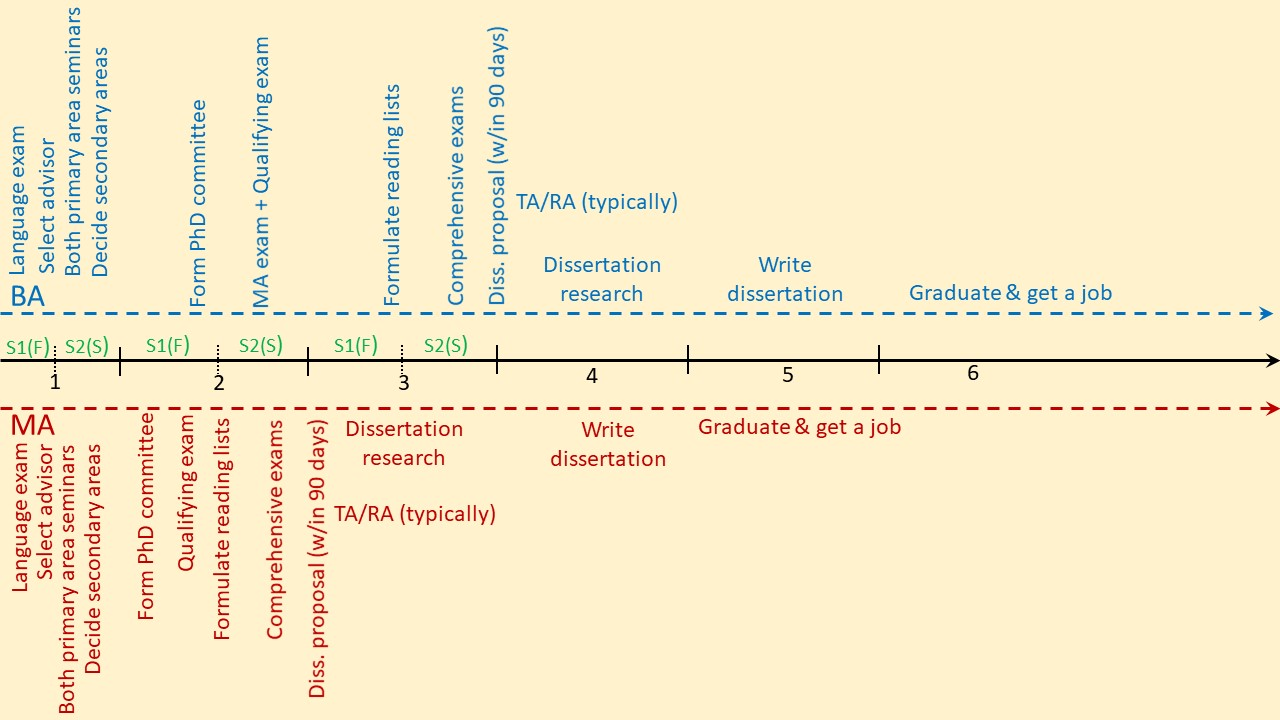 Language exam
Select advisor
Both primary area seminars
Decide secondary areas
Form PhD committee
MA exam + Qualifying exam
Formulate reading lists
Comprehensive exams
Diss. proposal (w/in 90 days)
TA/RA (typically)
Dissertation
research
Write
dissertation
Graduate & get a job
BA
S1(F)
S2(S)
S1(F)
S2(S)
S1(F)
S2(S)
1
2
3
4
5
6
MA
Language exam
Select advisor
Both primary area seminars
Decide secondary areas
Form PhD committee
Qualifying exam
Formulate reading lists
Comprehensive exams
Diss. proposal (w/in 90 days)
Dissertation
research
TA/RA (typically)
Write
dissertation
Graduate & get a job